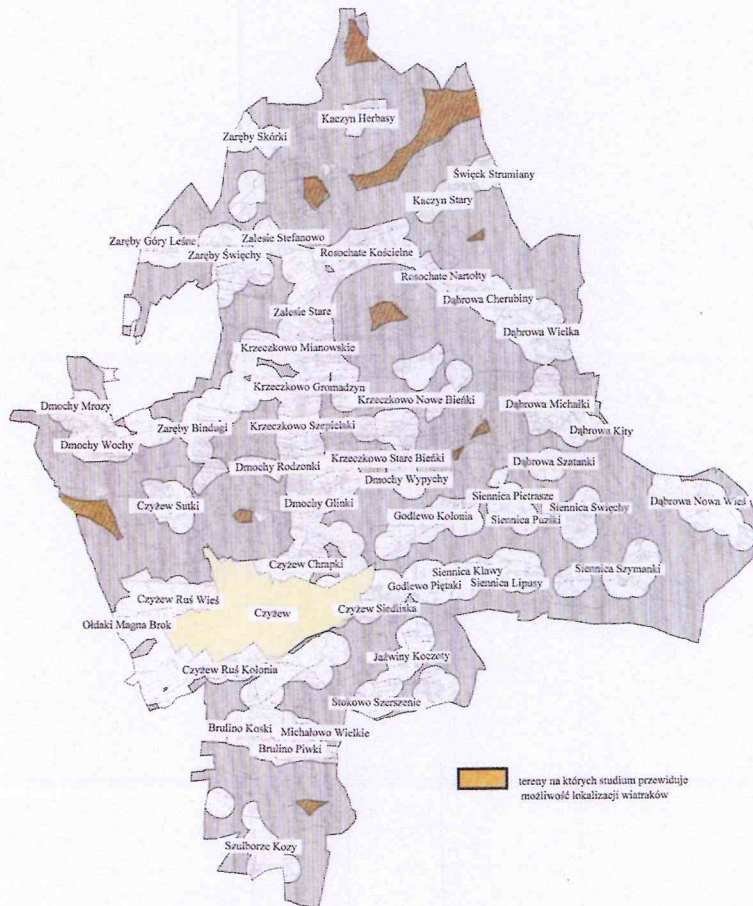 Kaczyn Herbasy
Zaręby Skórki
Święck Strumiany
Kaczyn Stary
Zaręby Góry Leśne
Zalesie Stefanowo
Zaręby Święchy
Rosochate Kościelne
Rosochate Nartołty
Dąbrowa Cherubiny
Zalesie Stare
Dąbrowa Wielka
Krzeczkowo Mianowskie
Krzeczkowo Gromadzyn
Krzeczkowo Nowe Bieńki
Dąbrowa Michałki
Dmochy Mrozy
Dmochy Wochy
Zaręby Bindugi
Krzeczkowo Szepielaki
Dąbrowa Kity
Krzeczkowo Stare Bieńki
Dmochy Rodzonki
Dąbrowa Szatanki
Dmochy Wypychy
Czyżew Sutki
Dmochy Glinki
Siennica Pietrasze
Dąbrowa Nowa Wieś
Godlewo Kolonia
Siennica Święchy
Siennica Puziki
Czyżew Chrapki
Siennica Klawy
Siennica Szymanki
Godlewo Piętaki
Siennica Lipusy
Czyżew Ruś Wieś
Czyżew
Czyżew Siedliska
Ołdaki Magna Brok
Jaźwiny Koczoty
Czyżew Ruś Kolonia
Stokowo Szerszenie
Brulino Koski
Michałowo Wielkie
Brulino Piwki
tereny na których studium przewiduje
możliwość lokalizacji wiatraków
Szulborze Kozy